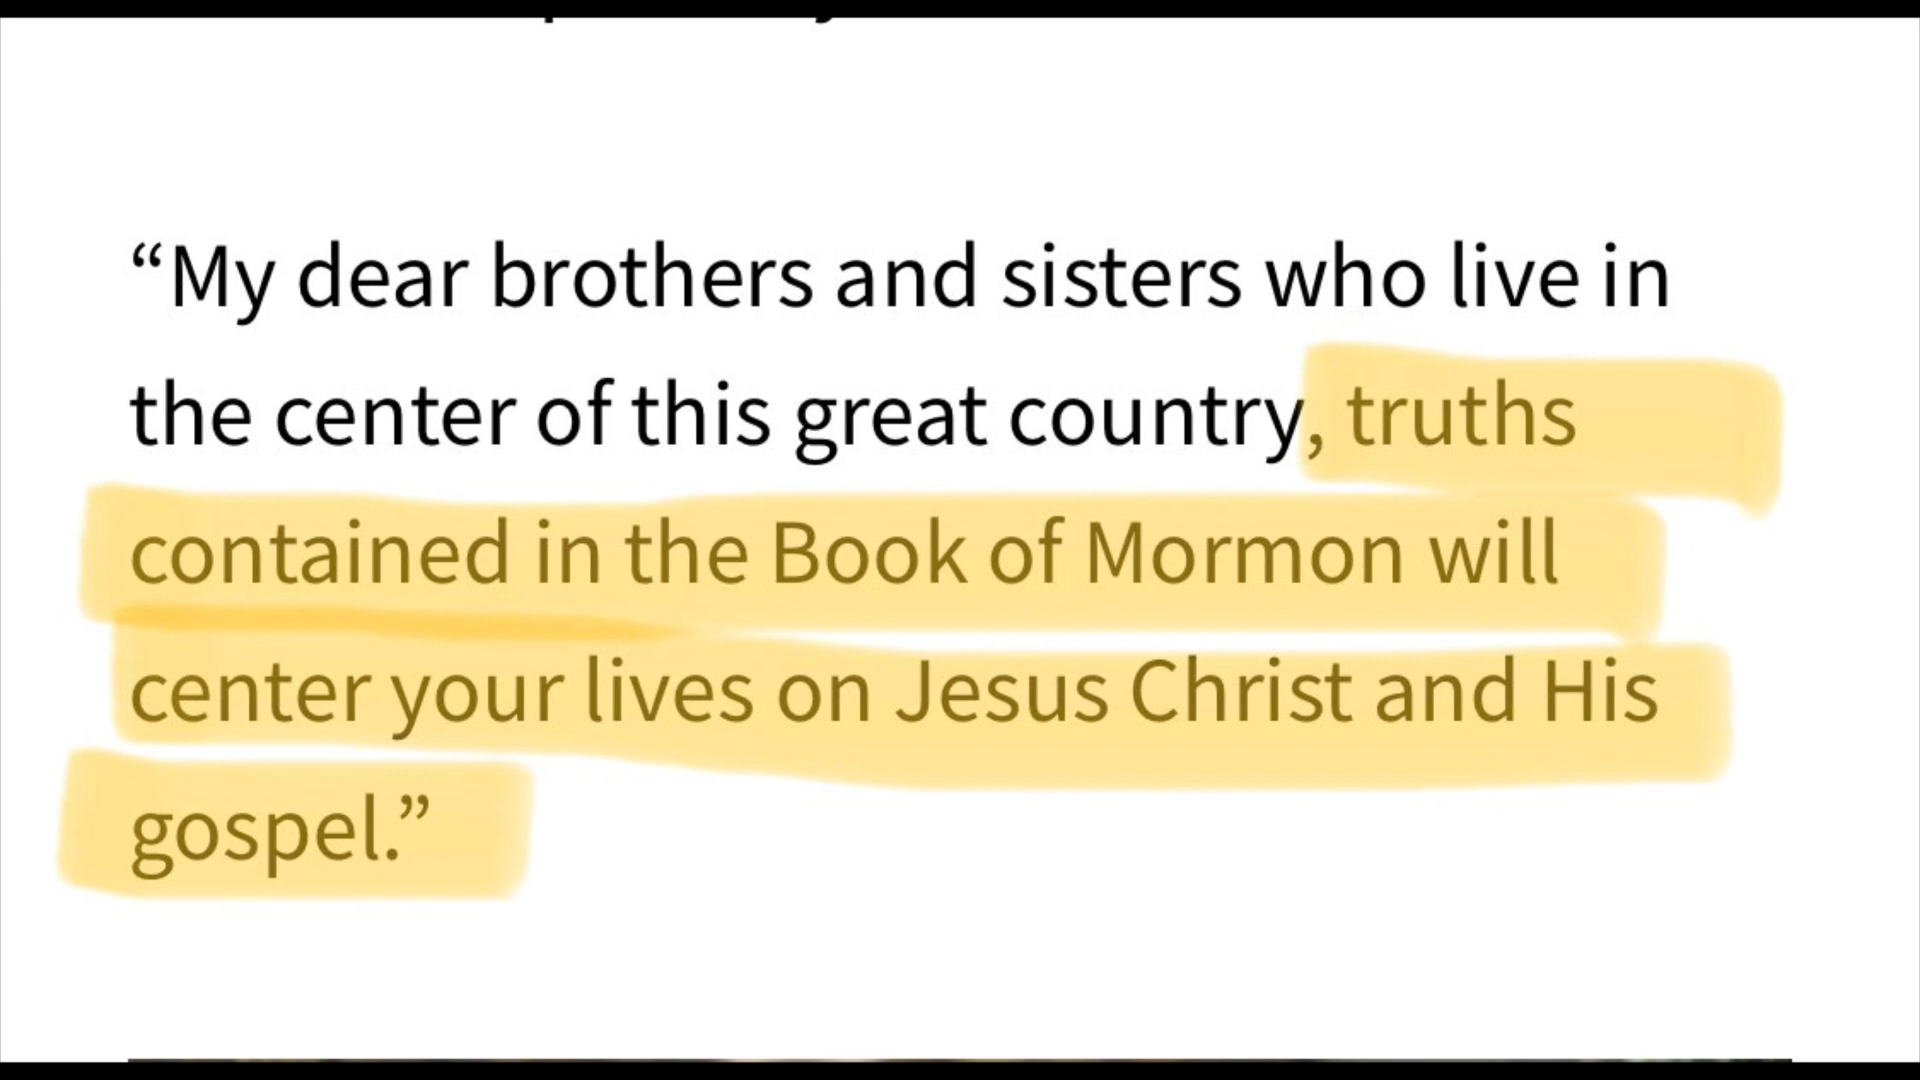 “My dear brothers and sisters who live in
the center of this great country, truths
contained in the Book of Mormon will
center your lives on Jesus Christ and His
gospel.”